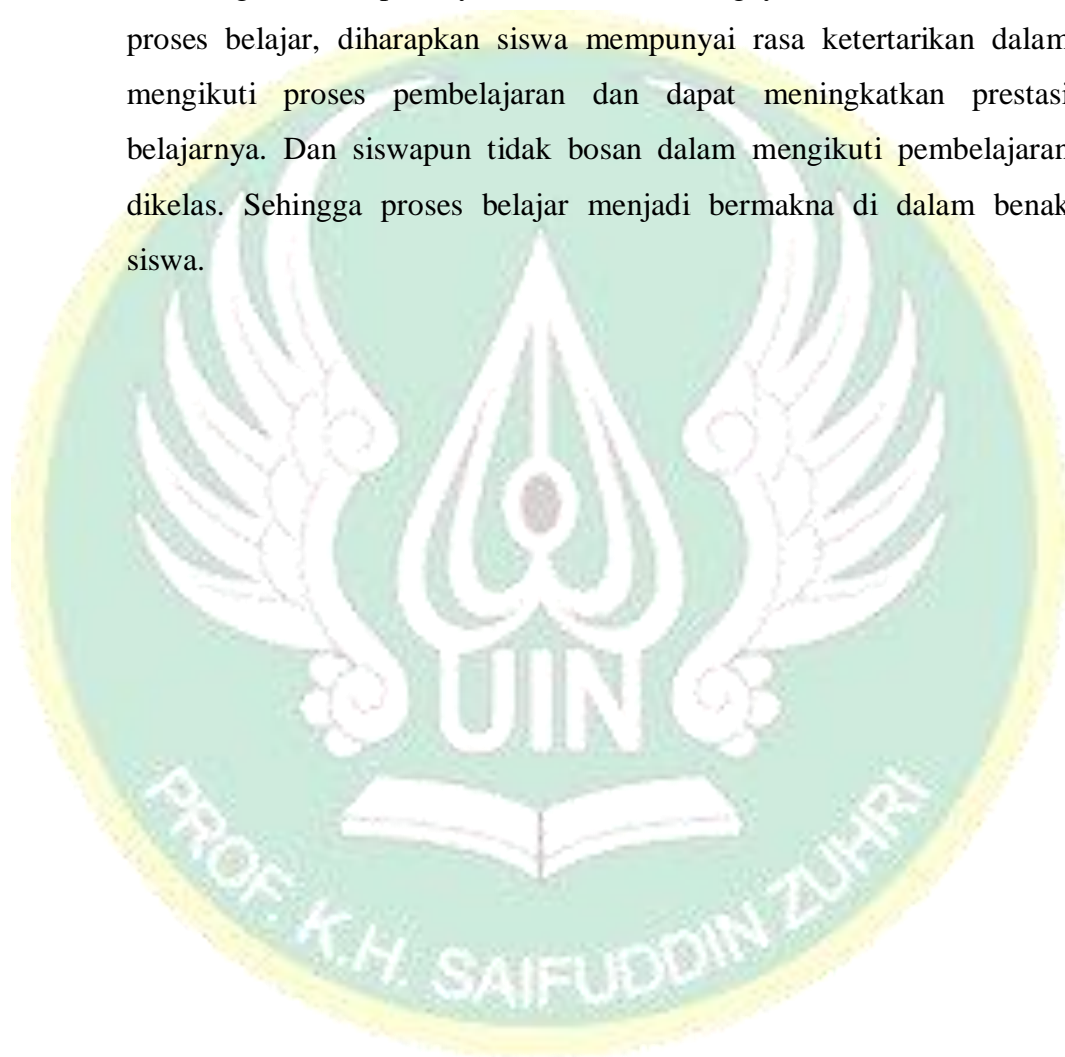 proses belajar, diharapkan siswa mempunyai rasa ketertarikan dalam
mengikuti proses pembelajaran dan dapat meningkatkan prestasi
belajarnya. Dan siswapun tidak bosan dalam mengikuti pembelajaran
dikelas. Sehingga proses belajar menjadi bermakna di dalam benak
siswa.
UIN
PROF. K.H. SAIFUDDIN ZUHRI